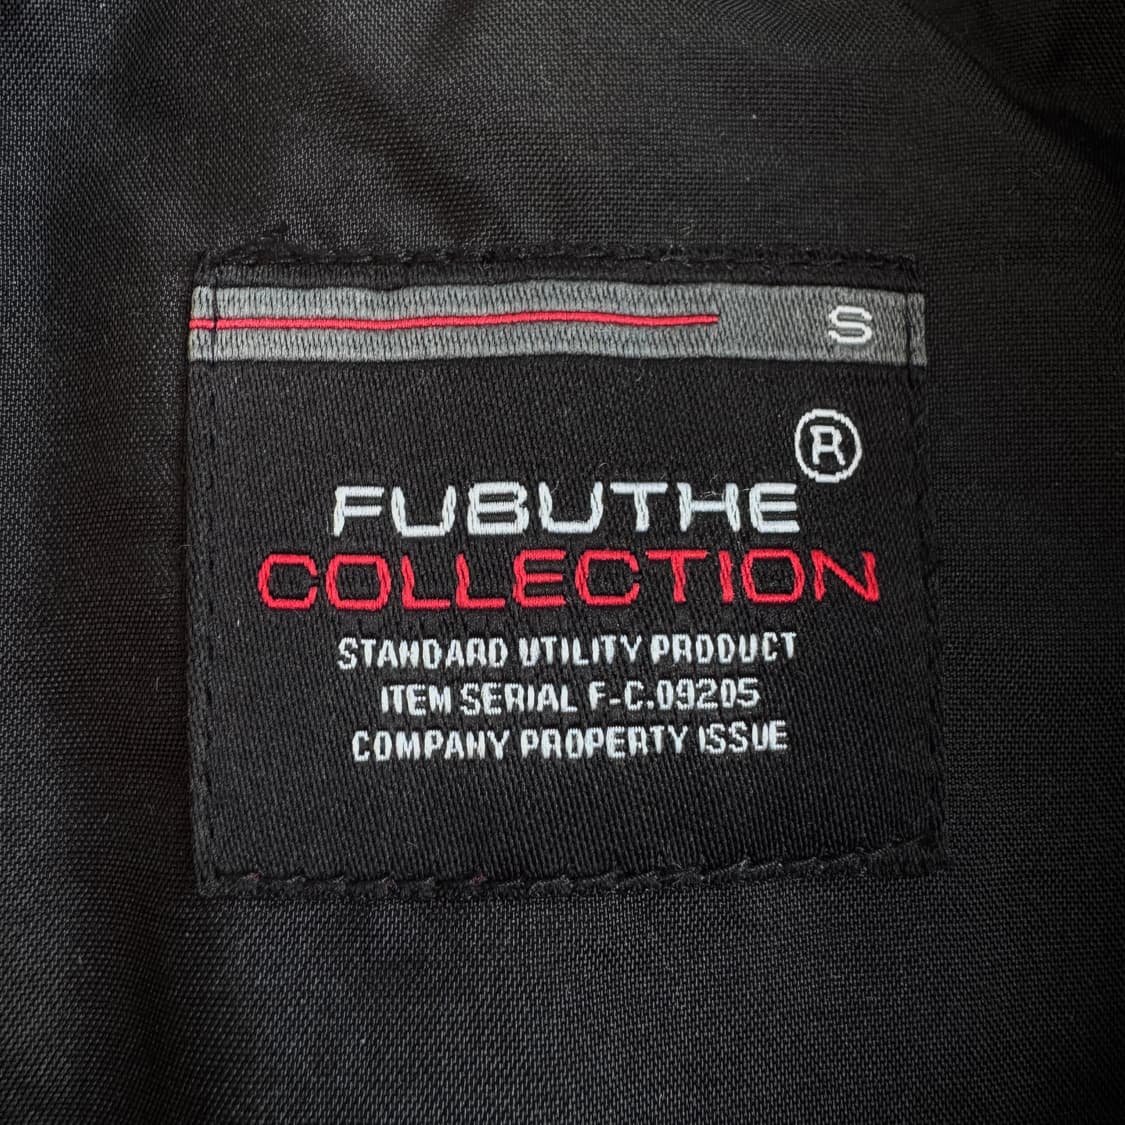 S
®
FUBUTHE
COLLECTION
STANDARD UTILITY PRODUCT
ITEM SERIAL F-C.09205
COMPANY PROPERTY ISSUE